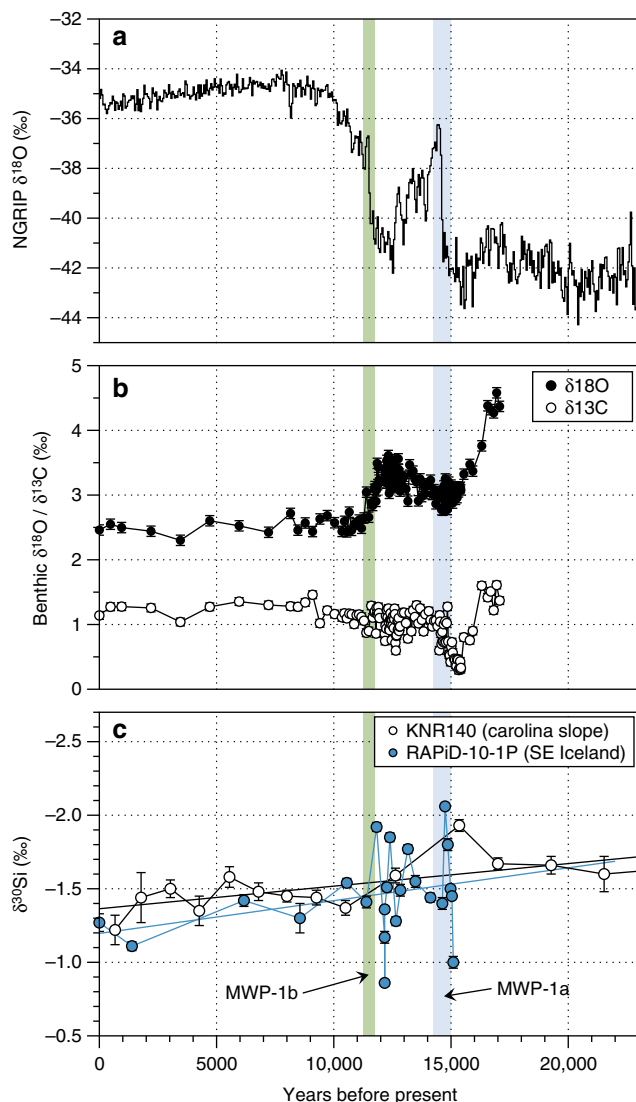 a
−32
−34
−36
−38
−40
−42
−44
NGRIP δ18O (‰)
b
5
4
3
2
1
0
Benthic δ18O / δ13C (‰)
δ18O
δ13C
c
−2.5
−2.0
−1.5
−1.0
−0.5
δ30Si (‰)
KNR140 (carolina slope)
RAPiD-10-1P (SE Iceland)
MWP-1b
MWP-1a
0
5000
10,000
15,000
20,000
Years before present